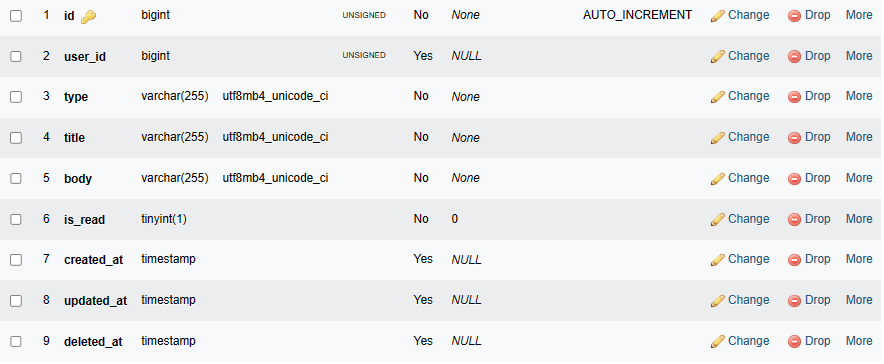 1 id bigint UNSIGNED No None AUTO_INCREMENT Change Drop More
2 user_id bigint UNSIGNED Yes NULL Change Drop More
3 type varchar(255) utf8mb4_unicode_ci No None Change Drop More
4 title varchar(255) utf8mb4_unicode_ci No None Change Drop More
5 body varchar(255) utf8mb4_unicode_ci No None Change Drop More
6 is_read tinyint(1) No 0 Change Drop More
7 created_at timestamp Yes NULL Change Drop More
8 updated_at timestamp Yes NULL Change Drop More
9 deleted_at timestamp Yes NULL Change Drop More